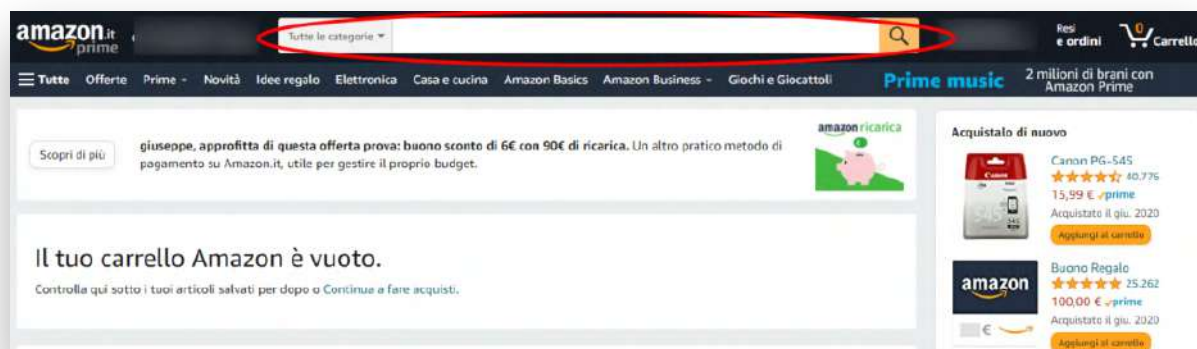 amazon.it
prime
Tutte le categorie
Resi
e ordini
0
Carrello
Tutte Offerte Prime Novità Idee regalo Elettronica Casa e cucina Amazon Basics Amazon Business Giochi e Giocattoli
Prime music
2 milioni di brani con
Amazon Prime
Scopri di più
giuseppe, approfitta di questa offerta prova: buono sconto di 6€ con 90€ di ricarica. Un altro pratico metodo di
pagamento su Amazon.it, utile per gestire il proprio budget.
amazon ricarica
Il tuo carrello Amazon è vuoto.
Controlla qui sotto i tuoi articoli salvati per dopo o Continua a fare acquisti.
Acquistalo di nuovo
Canon
545
Canon PG-545
40.776
15,99 € prime
Acquistato il giu. 2020
Aggiungi al carrello
amazon
€
Buono Regalo
25.262
100,00 € prime
Acquistato il giu. 2020
Aggiungi al carrello